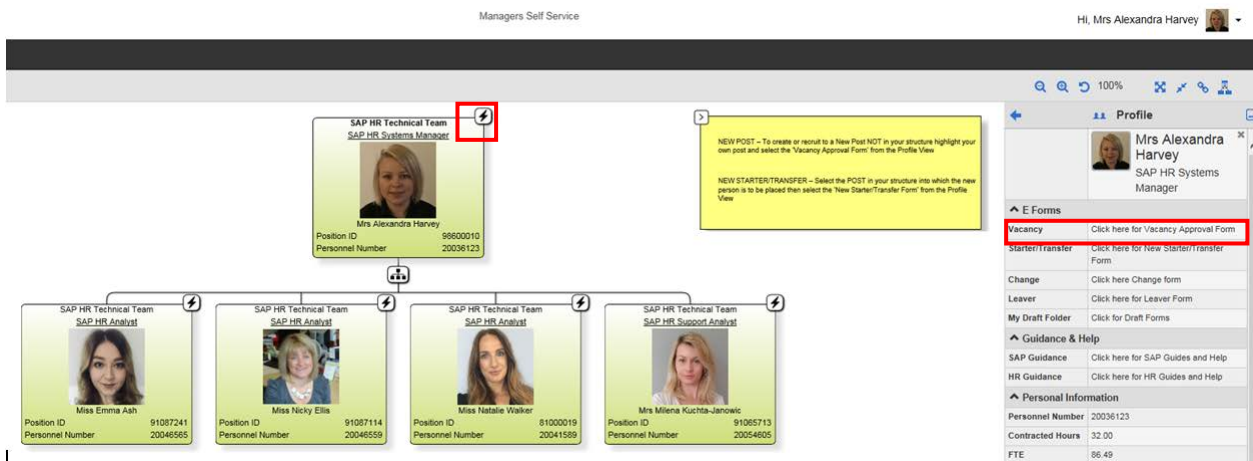 Managers Self Service
Hi, Mrs Alexandra Harvey
100%
SAP HR Technical Team
SAP HR Systems Manager
Mrs Alexandra Harvey
Position ID 98600010
Personnel Number 20036123
NEW POST – To create or recruit to a New Post NOT in your structure highlight your
own post and select the 'Vacancy Approval Form' from the Profile View
NEW STARTER/TRANSFER – Select the POST in your structure into which the new
person is to be placed then select the 'New Starter/Transfer Form' from the Profile
View
SAP HR Technical Team
SAP HR Analyst
Miss Emma Ash
Position ID 91087241
Personnel Number 20046565
SAP HR Technical Team
SAP HR Analyst
Miss Nicky Ellis
Position ID 91087114
Personnel Number 20046559
SAP HR Technical Team
SAP HR Analyst
Miss Natalie Walker
Position ID 81000019
Personnel Number 20041589
SAP HR Technical Team
SAP HR Support Analyst
Mrs Milena Kuchta-Janowic
Position ID 91065713
Personnel Number 20054605
Profile
Mrs Alexandra
Harvey
SAP HR Systems
Manager
E Forms
Vacancy Click here for Vacancy Approval Form
Starter/Transfer Click here for New Starter/Transfer
Form
Change Click here Change form
Leaver Click here for Leaver Form
My Draft Folder Click for Draft Forms
Guidance & Help
SAP Guidance Click here for SAP Guides and Help
HR Guidance Click here for HR Guides and Help
Personal Information
Personnel Number 20036123
Contracted Hours 32.00
FTE 86.49